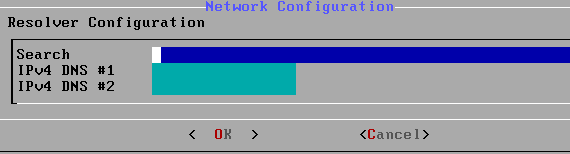 Network Configuration
Resolver Configuration
Search
IPv4 DNS #1
IPv4 DNS #2
< OK > <Cancel>